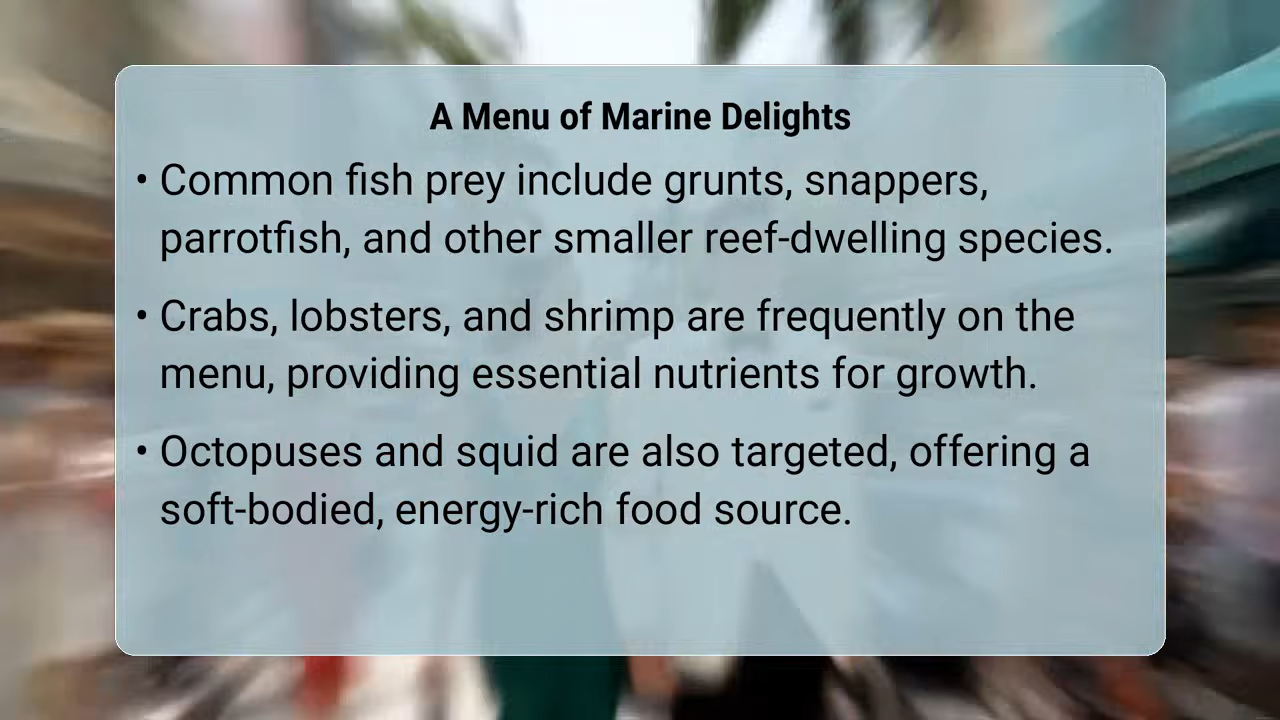 A Menu of Marine Delights
• Common fish prey include grunts, snappers,
parrotfish, and other smaller reef-dwelling species.
• Crabs, lobsters, and shrimp are frequently on the
menu, providing essential nutrients for growth.
• Octopuses and squid are also targeted, offering a
soft-bodied, energy-rich food source.